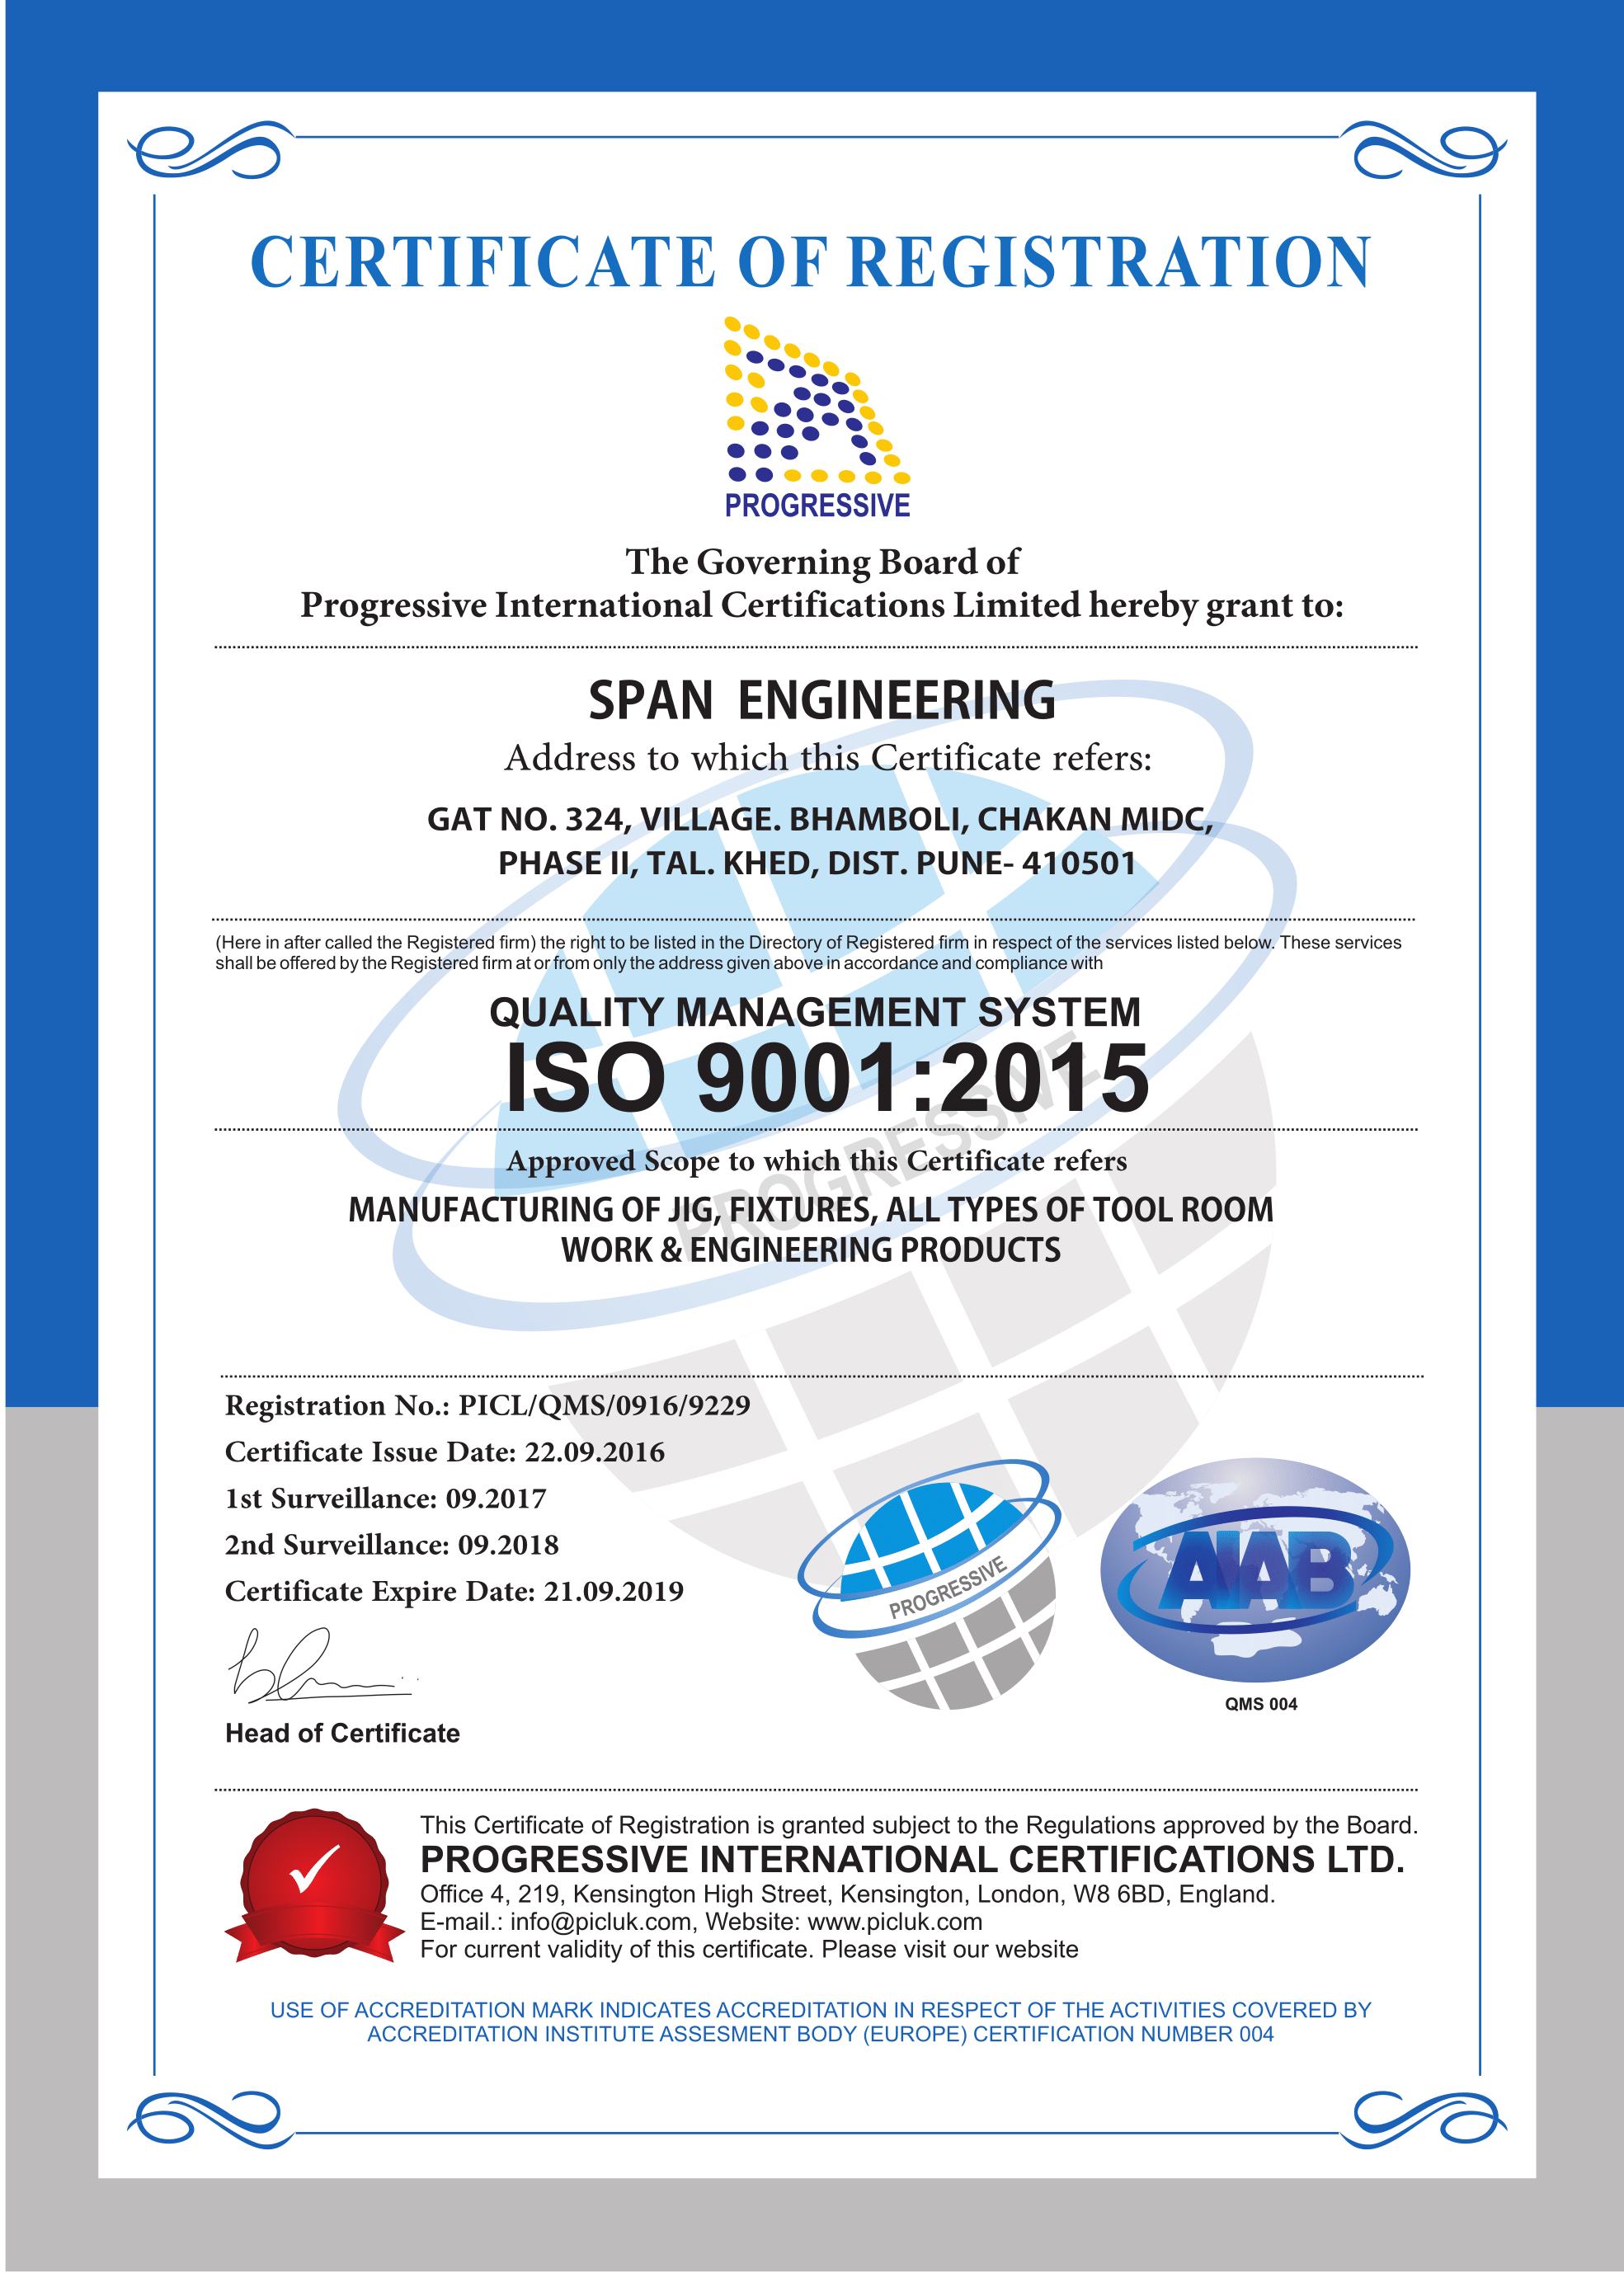 CERTIFICATE OF REGISTRATION
PROGRESSIVE
The Governing Board of
Progressive International Certifications Limited hereby grant to:
SPAN ENGINEERING
Address to which this Certificate refers:
GAT NO. 324, VILLAGE. BHAMBOLI, CHAKAN MIDC,
PHASE II, TAL. KHED, DIST. PUNE- 410501
(Here in after called the Registered firm) the right to be listed in the Directory of Registered firm in respect of the services listed below. These services
shall be offered by the Registered firm at or from only the address given above in accordance and compliance with
QUALITY MANAGEMENT SYSTEM
ISO 9001:2015
PROGRESSIVE
Approved Scope to which this Certificate refers
MANUFACTURING OF JIG, FIXTURES, ALL TYPES OF TOOL ROOM
WORK & ENGINEERING PRODUCTS
Registration No.: PICL/QMS/0916/9229
Certificate Issue Date: 22.09.2016
1st Surveillance: 09.2017
2nd Surveillance: 09.2018
Certificate Expire Date: 21.09.2019
PROGRESSIVE
AIAB
QMS 004
Head of Certificate
This Certificate of Registration is granted subject to the Regulations approved by the Board.
PROGRESSIVE INTERNATIONAL CERTIFICATIONS LTD.
Office 4, 219, Kensington High Street, Kensington, London, W8 6BD, England.
E-mail.: info@picluk.com, Website: www.picluk.com
For current validity of this certificate. Please visit our website
USE OF ACCREDITATION MARK INDICATES ACCREDITATION IN RESPECT OF THE ACTIVITIES COVERED BY
ACCREDITATION INSTITUTE ASSESMENT BODY (EUROPE) CERTIFICATION NUMBER 004